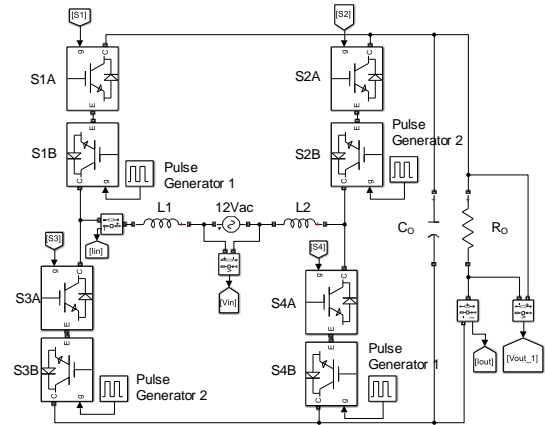 [S1]
[S2]
g
C
g
C
S1A
S2A
E
E
E
E
S1B
S2B
Pulse
Generator 1
Pulse
Generator 2
C
g
C
g
L1
12Vac
L2
[S3]
[Iin]
[S4]
[Vin]
CO
RO
g
C
g
C
S3A
S4A
E
E
E
E
S3B
S4B
Pulse
Generator 2
Pulse
Generator 1
C
g
C
g
[Iout]
[Vout_1]